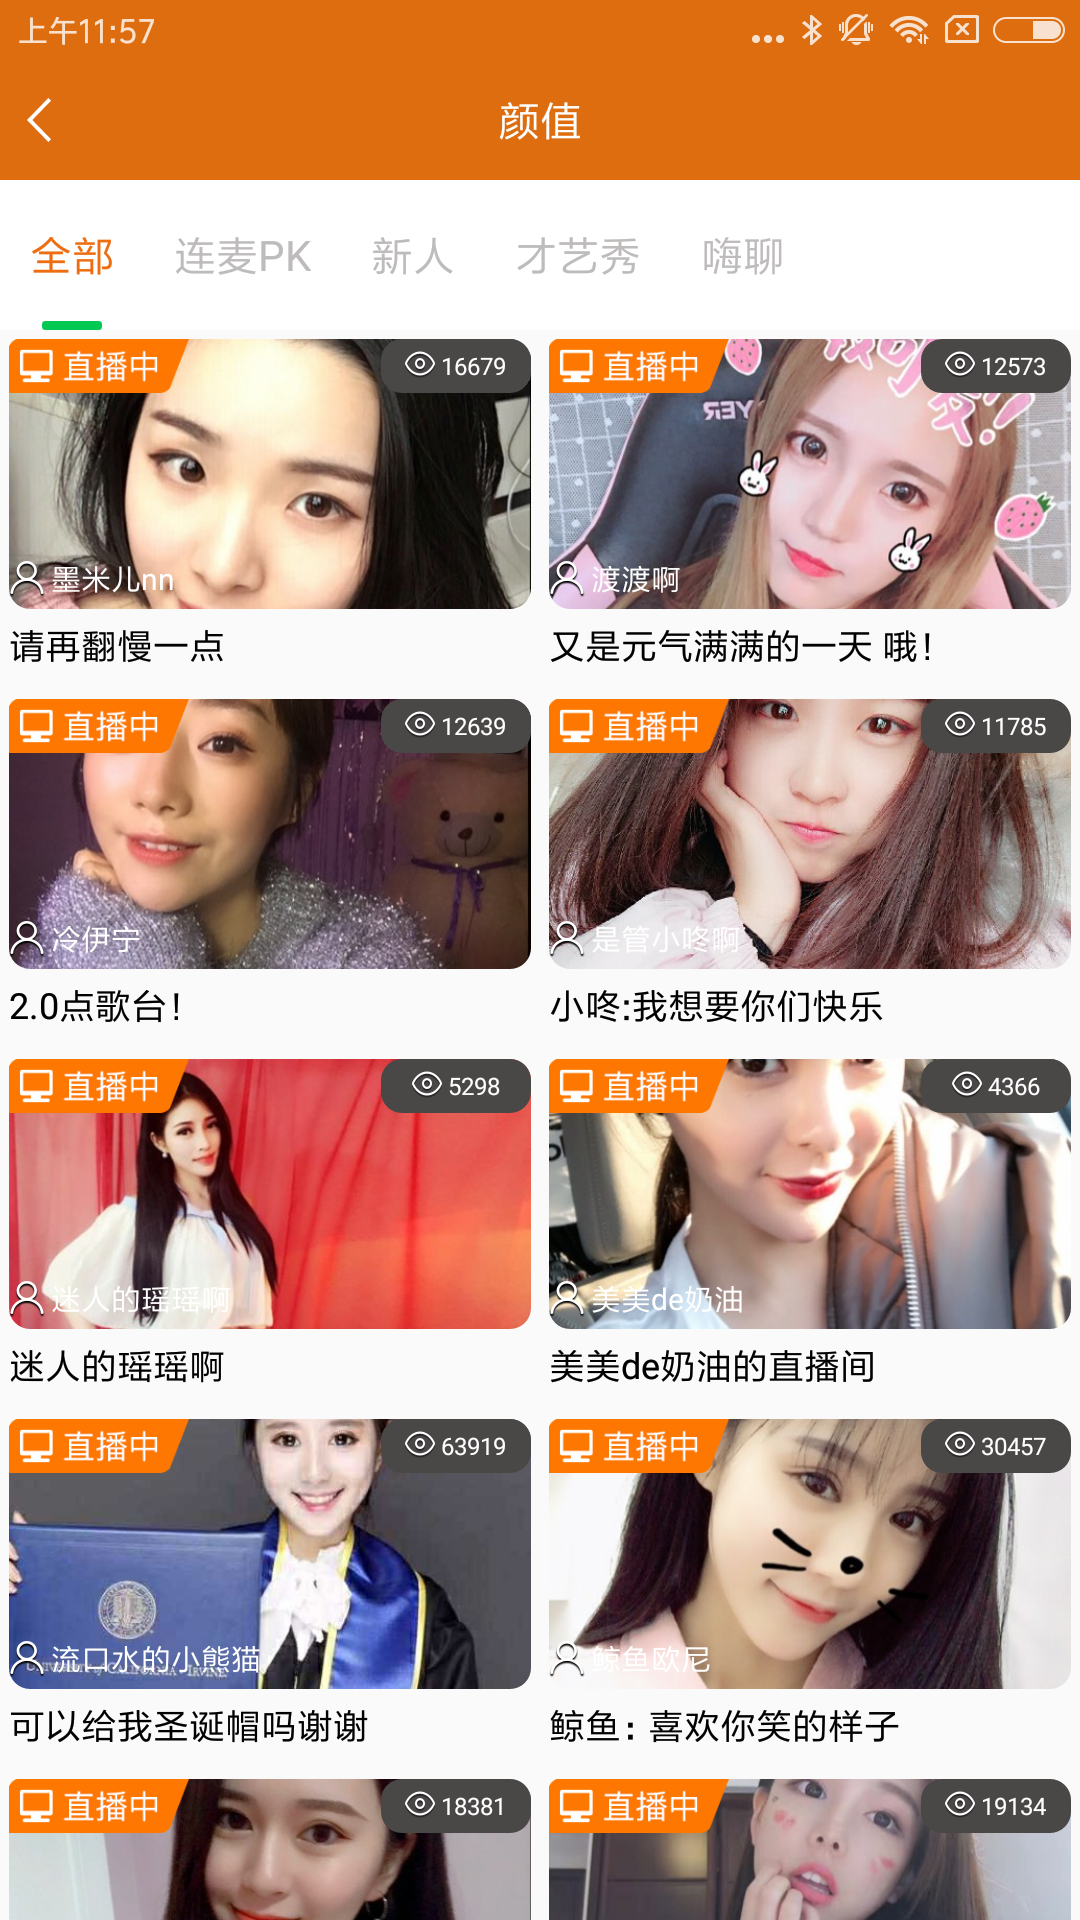 上午11:57
颜值
全部 连麦PK 新人 才艺秀 嗨聊
直播中 16679
墨米儿nn
请再翻慢一点
直播中 12573
渡渡啊
又是元气满满的一天 哦！
直播中 12639
冷伊宁
2.0点歌台！
直播中 11785
是管小咚啊
小咚:我想要你们快乐
直播中 5298
迷人的瑶瑶啊
迷人的瑶瑶啊
直播中 4366
美美de奶油
美美de奶油的直播间
直播中 63919
流口水的小熊猫
可以给我圣诞帽吗谢谢
直播中 30457
鲸鱼欧尼
鲸鱼：喜欢你笑的样子
直播中 18381
直播中 19134